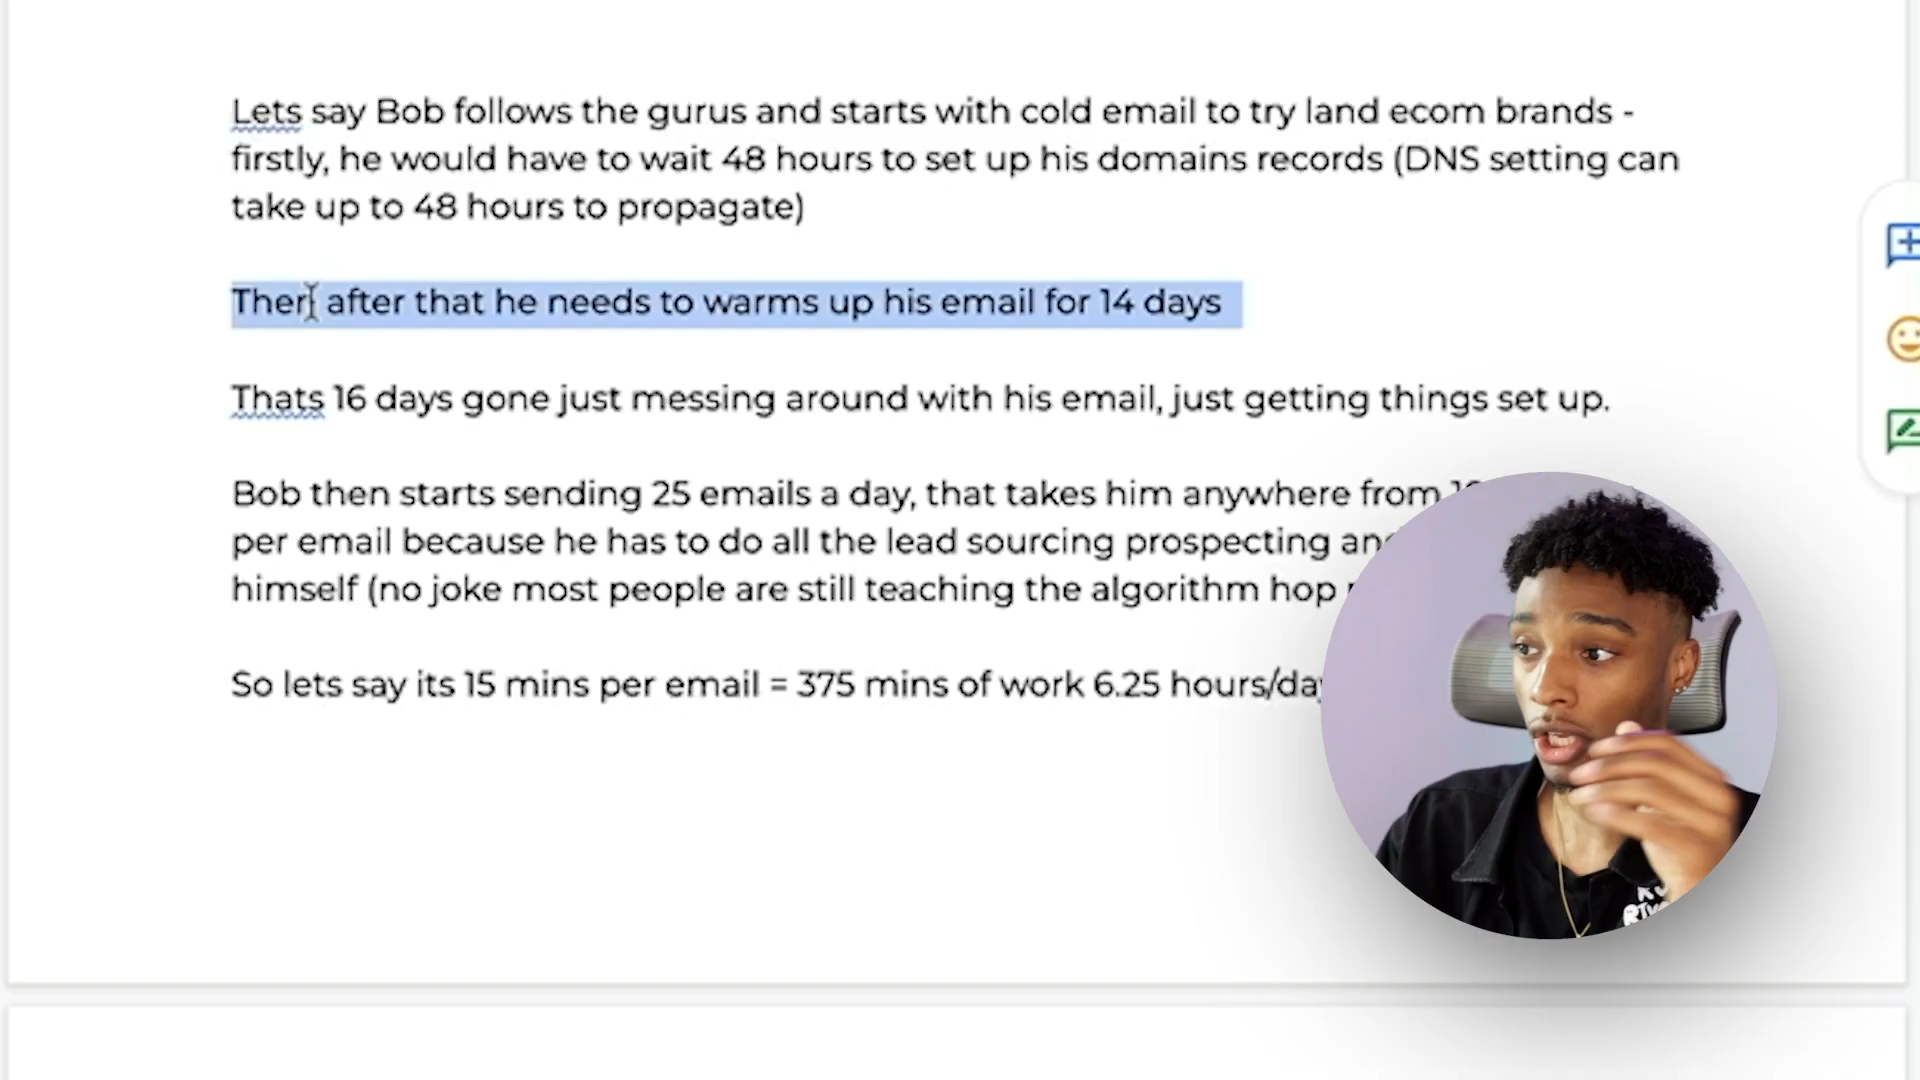 Lets say Bob follows the gurus and starts with cold email to try land ecom brands -
firstly, he would have to wait 48 hours to set up his domains records (DNS setting can
take up to 48 hours to propagate)
Then after that he needs to warms up his email for 14 days
Thats 16 days gone just messing around with his email, just getting things set up.
Bob then starts sending 25 emails a day, that takes him anywhere from
per email because he has to do all the lead sourcing prospecting
himself (no joke most people are still teaching the algorithm hop
So lets say its 15 mins per email = 375 mins of work 6.25 hours/day